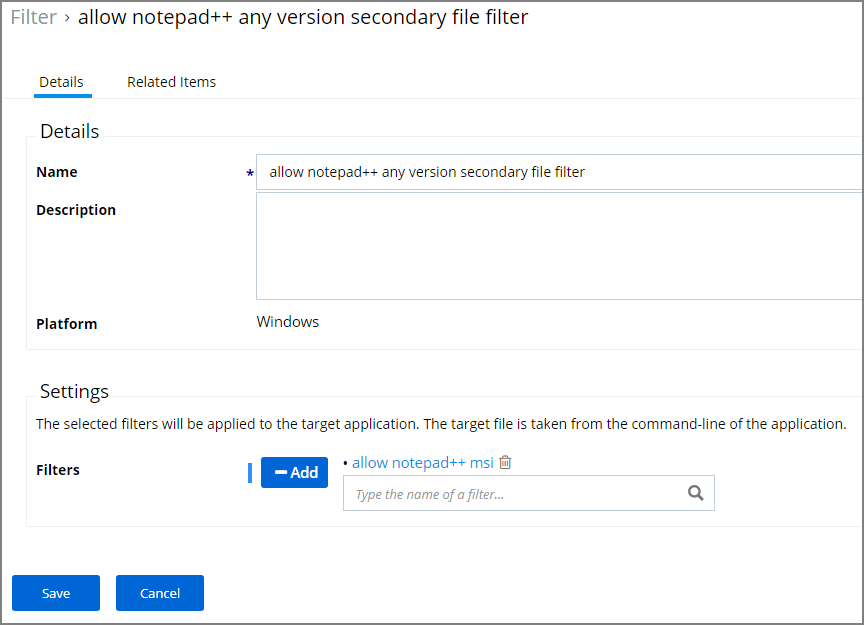 Filter › allow notepad++ any version secondary file filter
Details Related Items
Details
Name * allow notepad++ any version secondary file filter
Description
Platform Windows
Settings
The selected filters will be applied to the target application. The target file is taken from the command-line of the application.
Filters Add • allow notepad++ msi
Type the name of a filter...
Save Cancel